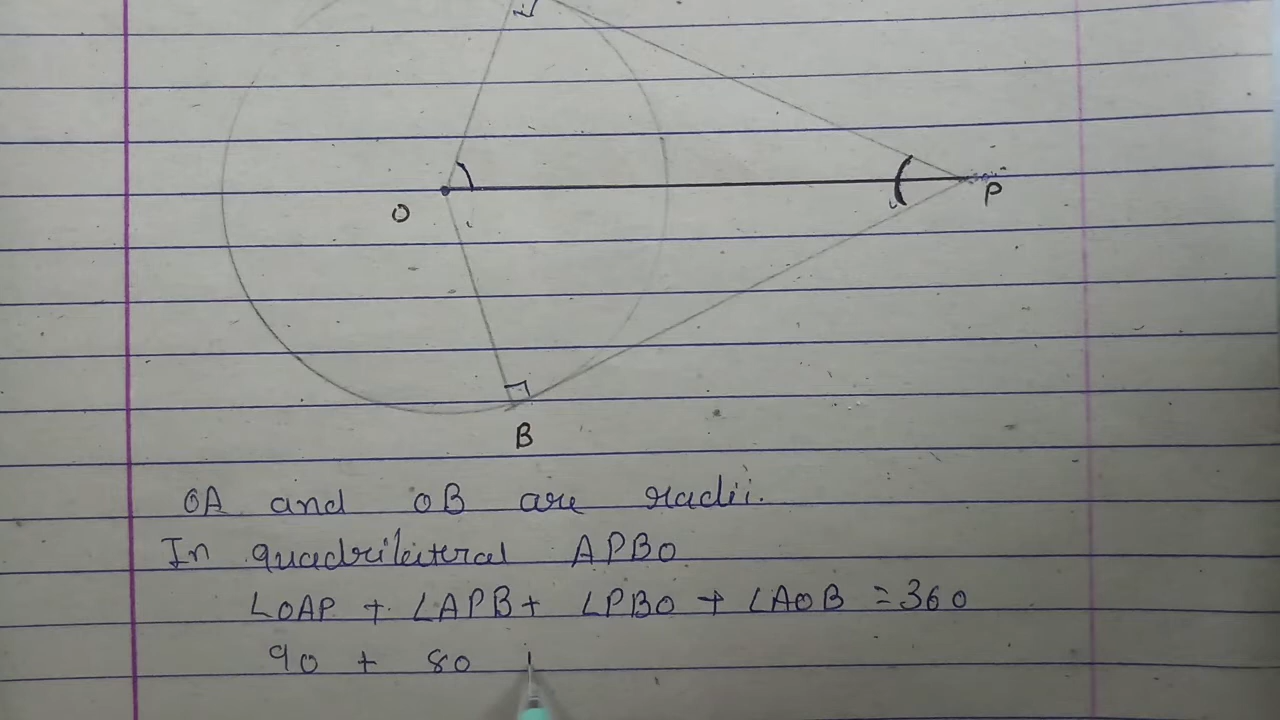 O
P
B
OA and OB are radii.
In quadrilateral APBO
∠OAP + ∠APB + ∠PBO + ∠AOB = 360
90 + 80